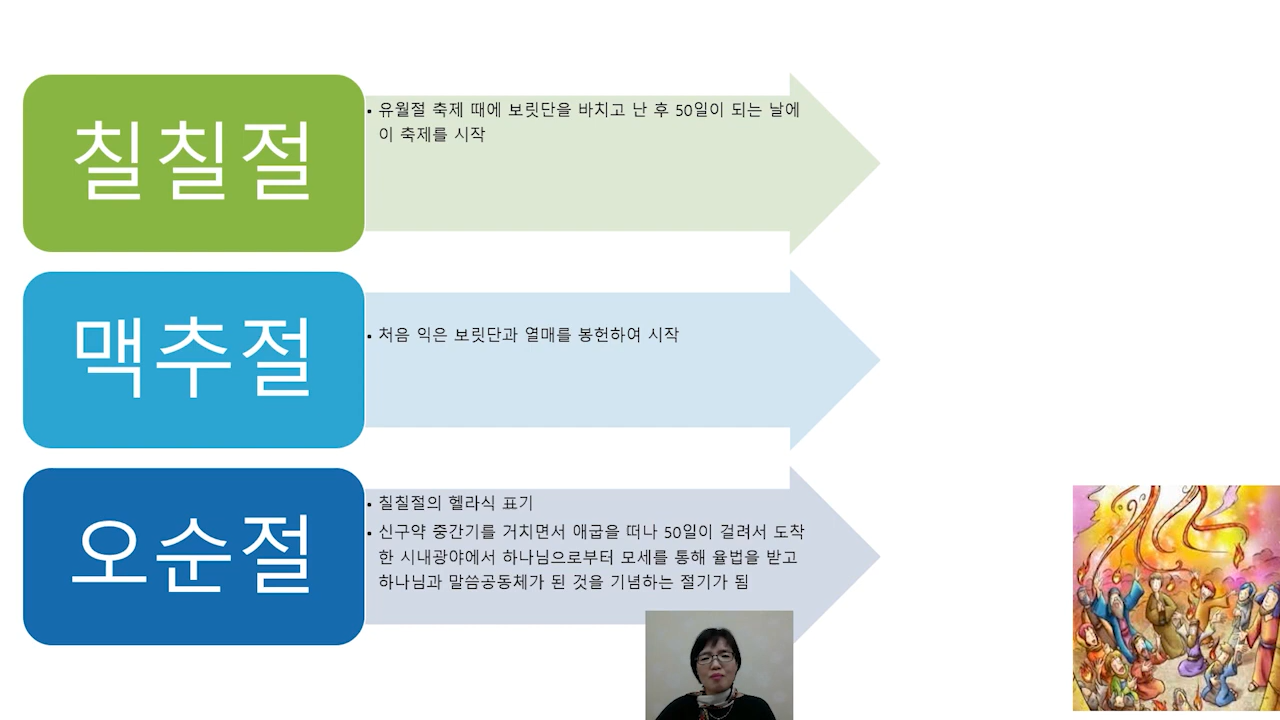 칠칠절
• 유월절 축제 때에 보릿단을 바치고 난 후 50일이 되는 날에
이 축제를 시작
맥추절
• 처음 익은 보릿단과 열매를 봉헌하여 시작
오순절
• 칠칠절의 헬라식 표기
• 신구약 중간기를 거치면서 애굽을 떠나 50일이 걸려서 도착
한 시내광야에서 하나님으로부터 모세를 통해 율법을 받고
하나님과 말씀공동체가 된 것을 기념하는 절기가 됨